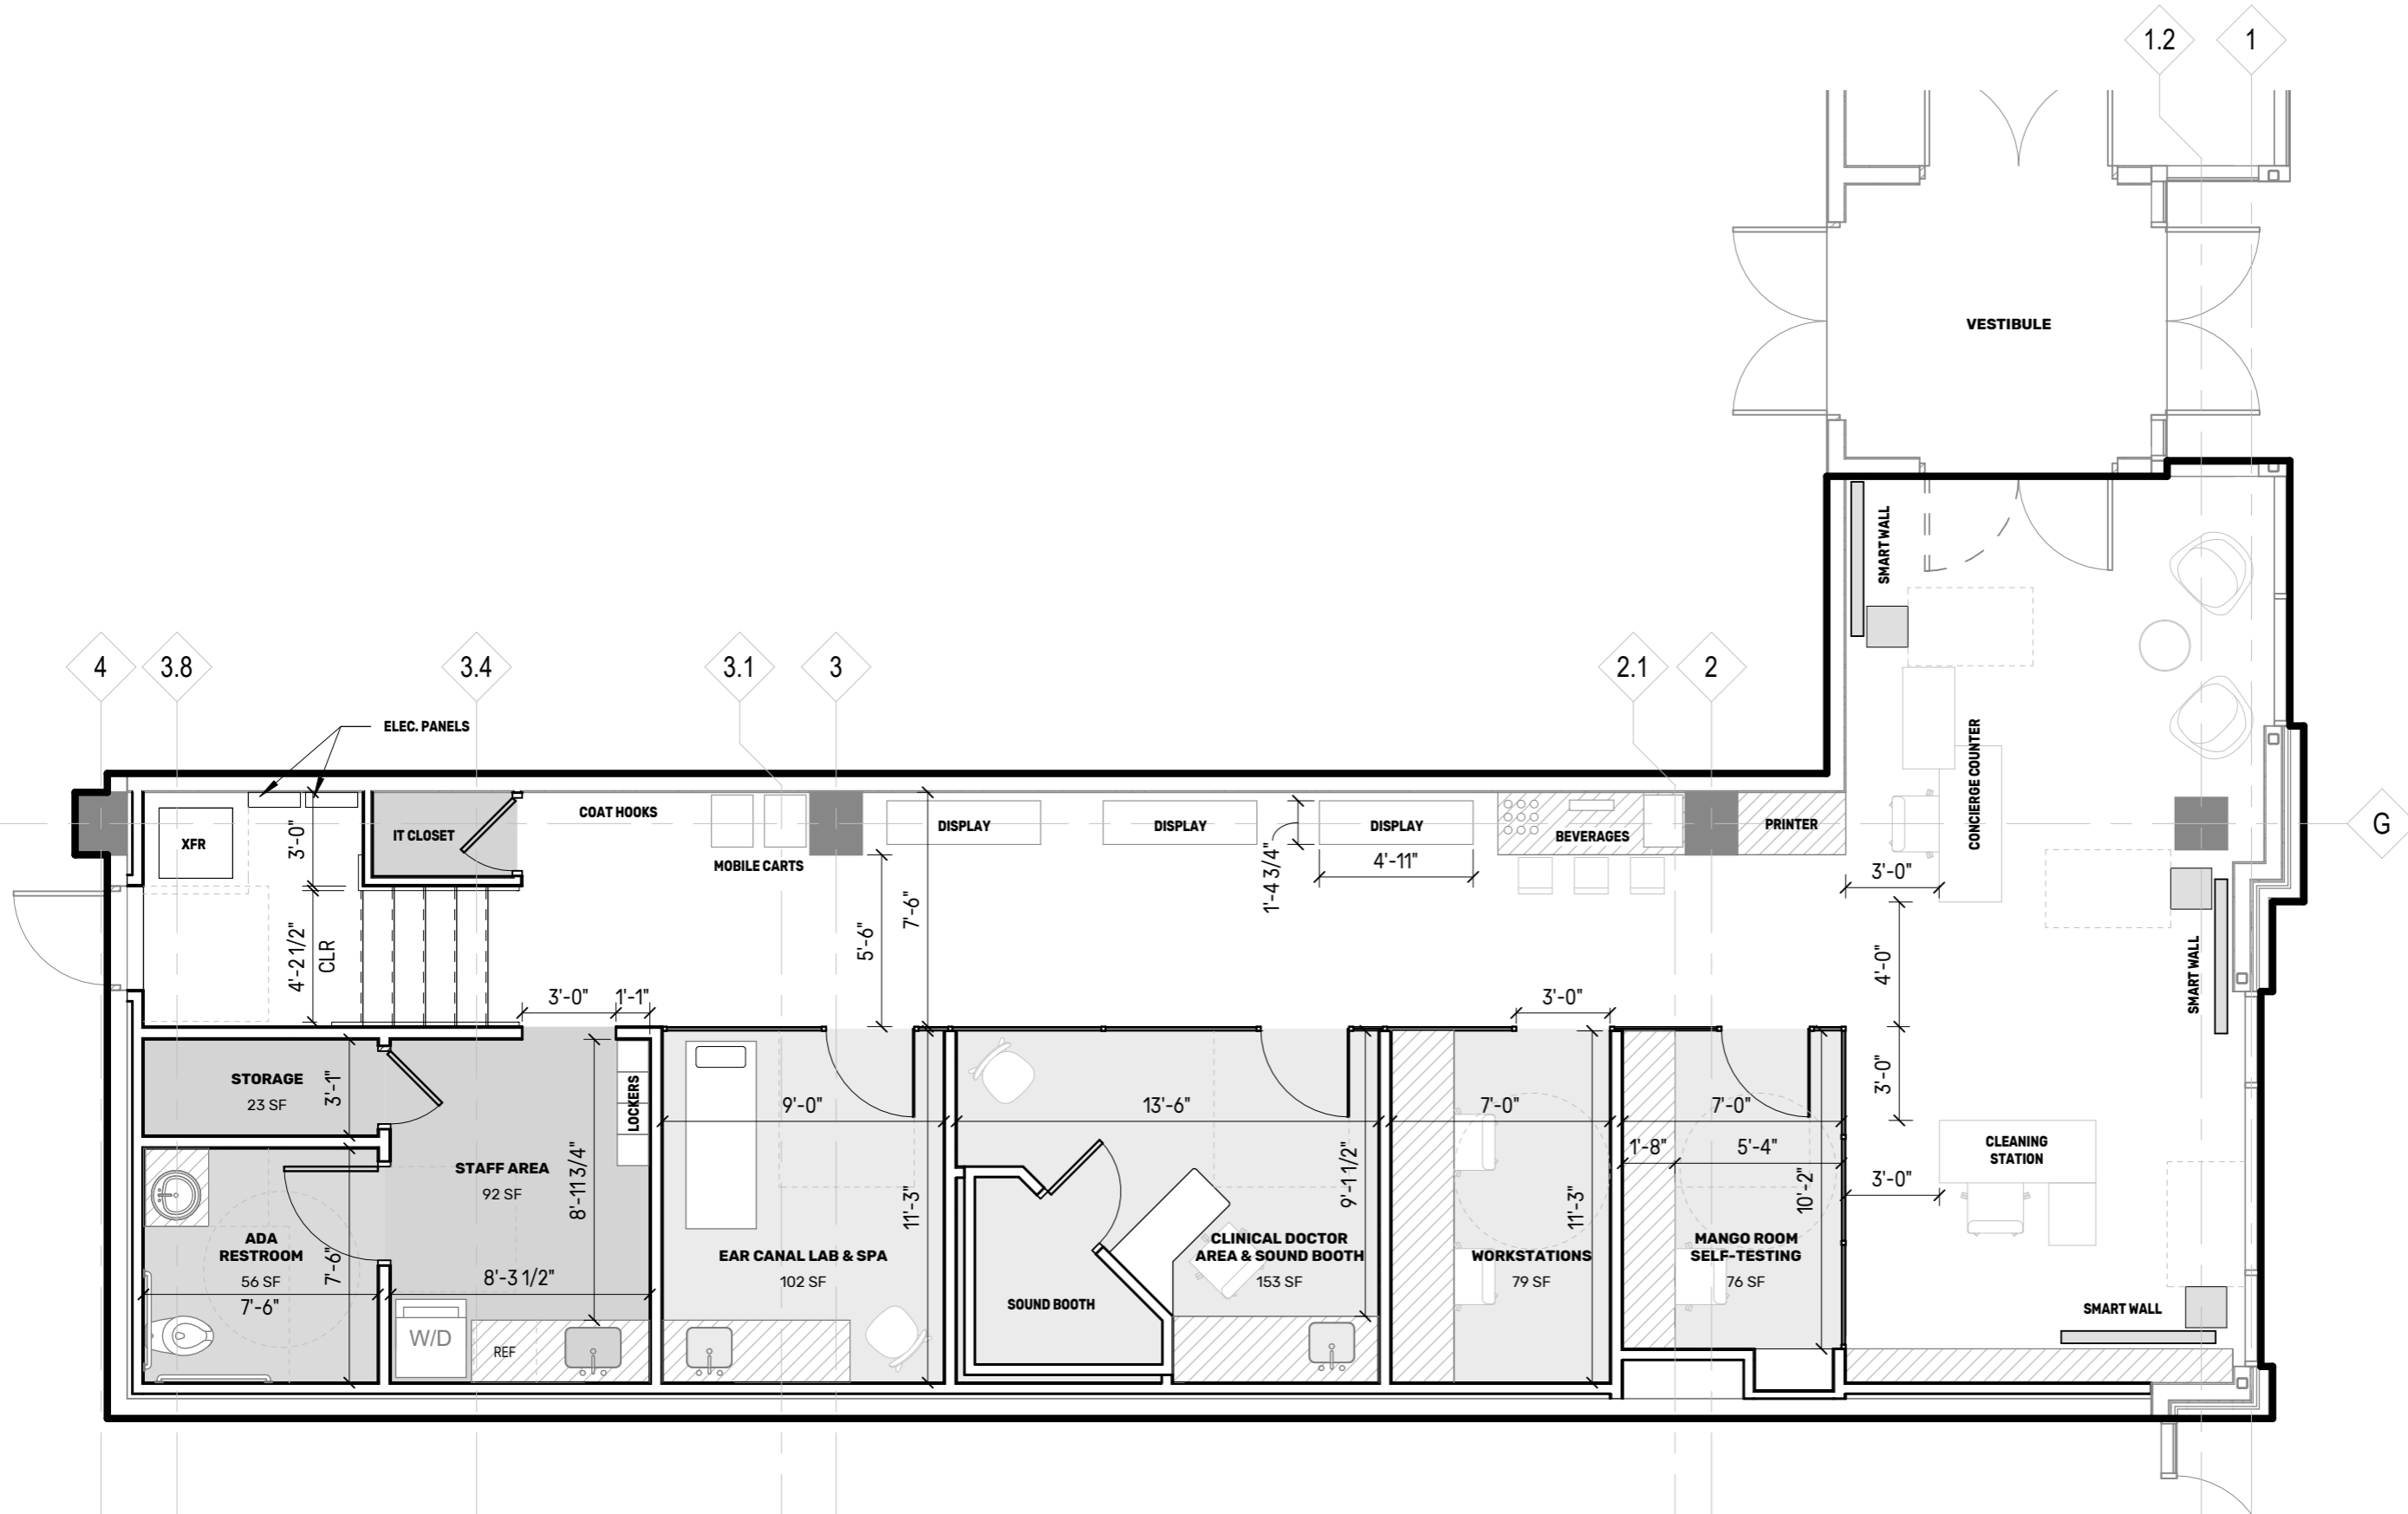 1.2
1
VESTIBULE
SMART WALL
4
3.8
3.4
3.1
3
2.1
2
ELEC. PANELS
CONCIERGE COUNTER
XFR
3'-0"
IT CLOSET
COAT HOOKS
MOBILE CARTS
DISPLAY
DISPLAY
1'-4 3/4"
DISPLAY
4'-11"
BEVERAGES
PRINTER
G
3'-0"
4'-2 1/2"
CLR
5'-6"
7'-6"
4'-0"
SMART WALL
3'-0"
1'-1"
3'-0"
3'-0"
STORAGE
23 SF
3'-1"
LOCKERS
9'-0"
13'-6"
7'-0"
7'-0"
1'-8"
5'-4"
CLEANING
STATION
3'-0"
STAFF AREA
92 SF
8'-11 3/4"
11'-3"
9'-1 1/2"
11'-3"
10'-2"
ADA
RESTROOM
56 SF
7'-6"
7'-6"
8'-3 1/2"
EAR CANAL LAB & SPA
102 SF
SOUND BOOTH
CLINICAL DOCTOR
AREA & SOUND BOOTH
153 SF
WORKSTATIONS
79 SF
MANGO ROOM
SELF-TESTING
76 SF
SMART WALL
W/D
REF